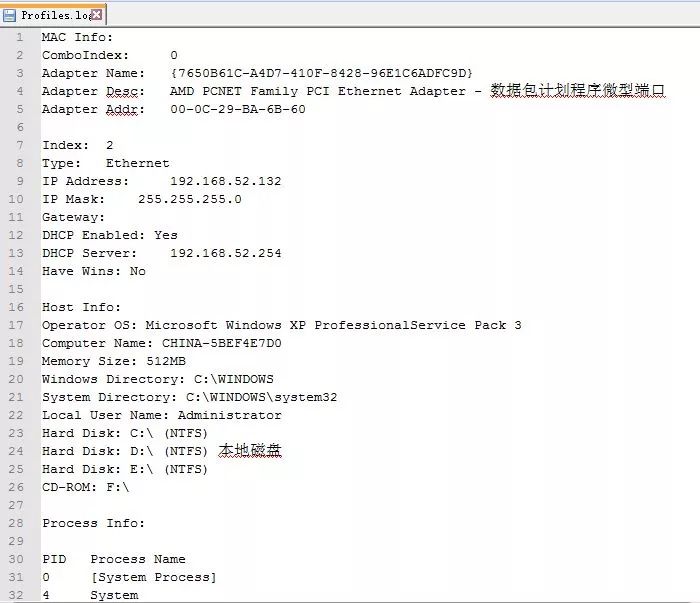 Profiles.log
1 MAC Info:
2 ComboIndex: 0
3 Adapter Name: {7650B61C-A4D7-410F-8428-96E1C6ADFC9D}
4 Adapter Desc: AMD PCNET Family PCI Ethernet Adapter - 数据包计划程序微型端口
5 Adapter Addr: 00-0C-29-BA-6B-60
6
7 Index: 2
8 Type: Ethernet
9 IP Address: 192.168.52.132
10 IP Mask: 255.255.255.0
11 Gateway:
12 DHCP Enabled: Yes
13 DHCP Server: 192.168.52.254
14 Have Wins: No
15
16 Host Info:
17 Operator OS: Microsoft Windows XP ProfessionalService Pack 3
18 Computer Name: CHINA-5BEF4E7D0
19 Memory Size: 512MB
20 Windows Directory: C:\WINDOWS
21 System Directory: C:\WINDOWS\system32
22 Local User Name: Administrator
23 Hard Disk: C:\ (NTFS)
24 Hard Disk: D:\ (NTFS) 本地磁盘
25 Hard Disk: E:\ (NTFS)
26 CD-ROM: F:\
27
28 Process Info:
29
30 PID Process Name
31 0 [System Process]
32 4 System